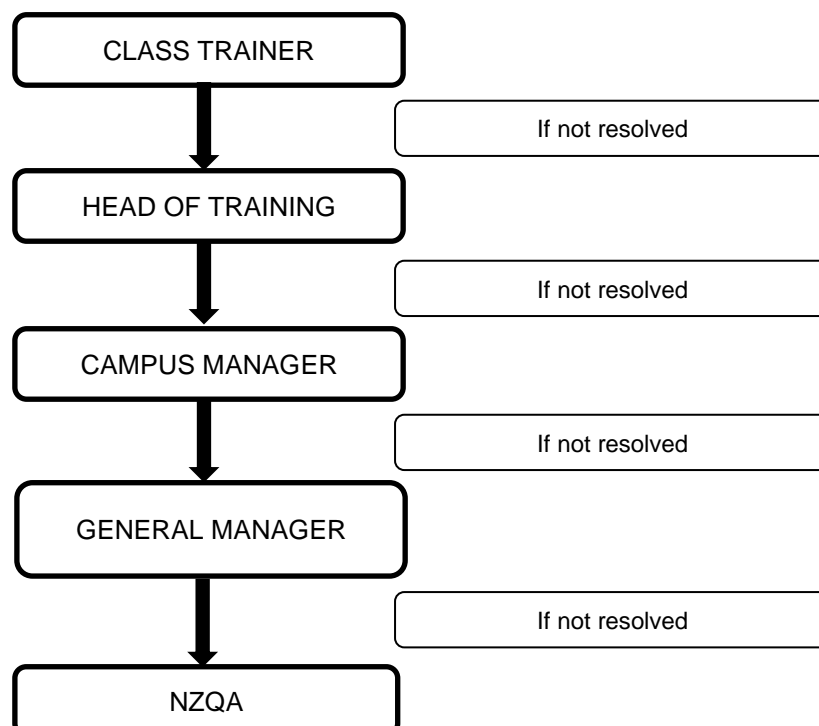 CLASS TRAINER
If not resolved
HEAD OF TRAINING
If not resolved
CAMPUS MANAGER
If not resolved
GENERAL MANAGER
If not resolved
NZQA